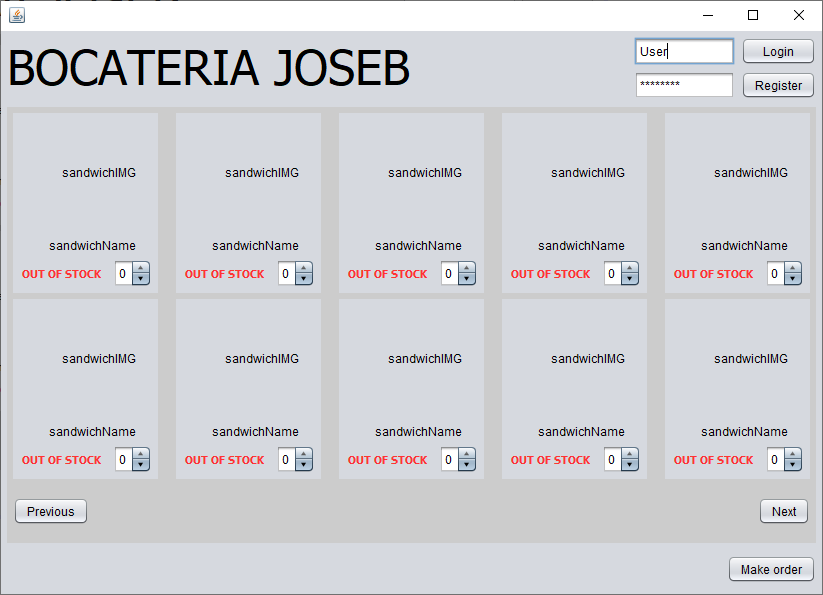 BOCATERIA JOSEB
User
Login
********
Register
sandwichIMG sandwichIMG sandwichIMG sandwichIMG sandwichIMG
sandwichName sandwichName sandwichName sandwichName sandwichName
OUT OF STOCK 0 OUT OF STOCK 0 OUT OF STOCK 0 OUT OF STOCK 0 OUT OF STOCK 0
sandwichIMG sandwichIMG sandwichIMG sandwichIMG sandwichIMG
sandwichName sandwichName sandwichName sandwichName sandwichName
OUT OF STOCK 0 OUT OF STOCK 0 OUT OF STOCK 0 OUT OF STOCK 0 OUT OF STOCK 0
Previous
Next
Make order